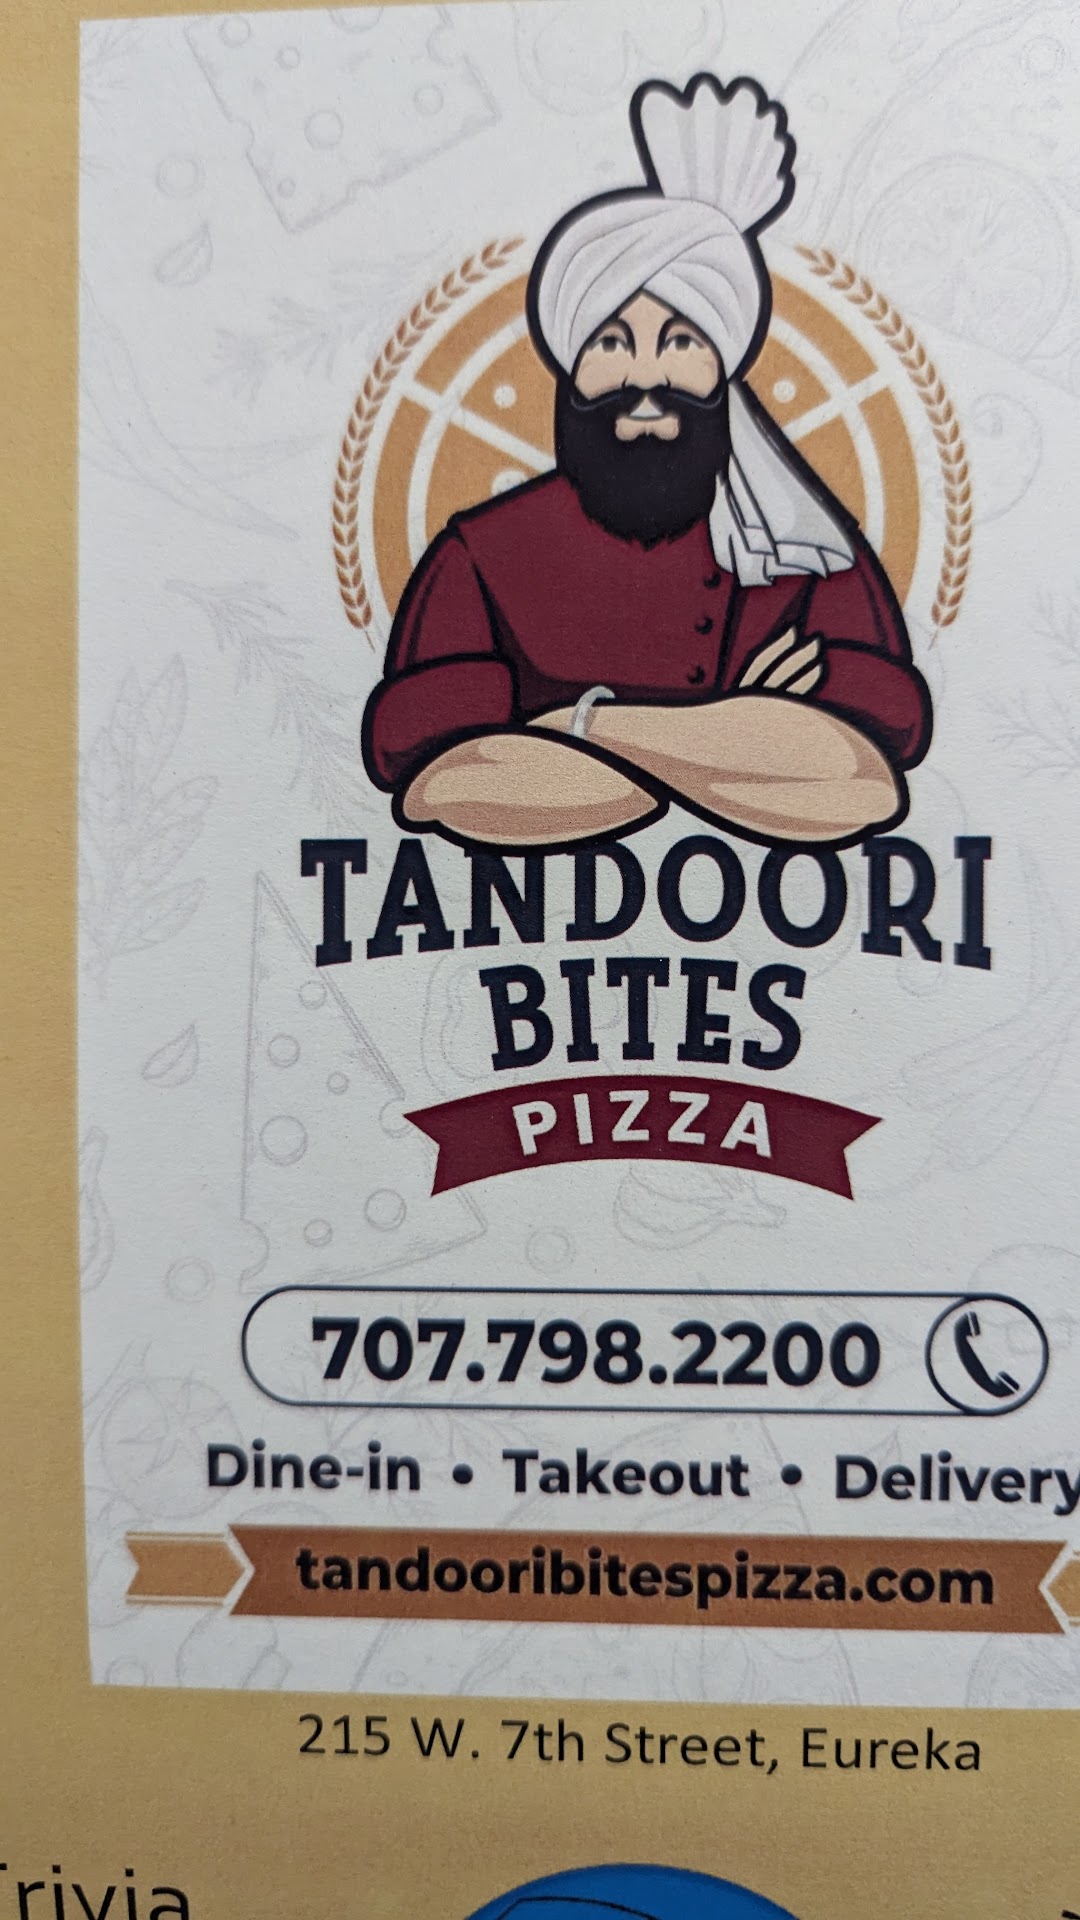 TANDOORI
BITES
PIZZA
707.798.2200
Dine-in • Takeout • Delivery
tandooribitespizza.com
215 W. 7th Street, Eureka
Trivia